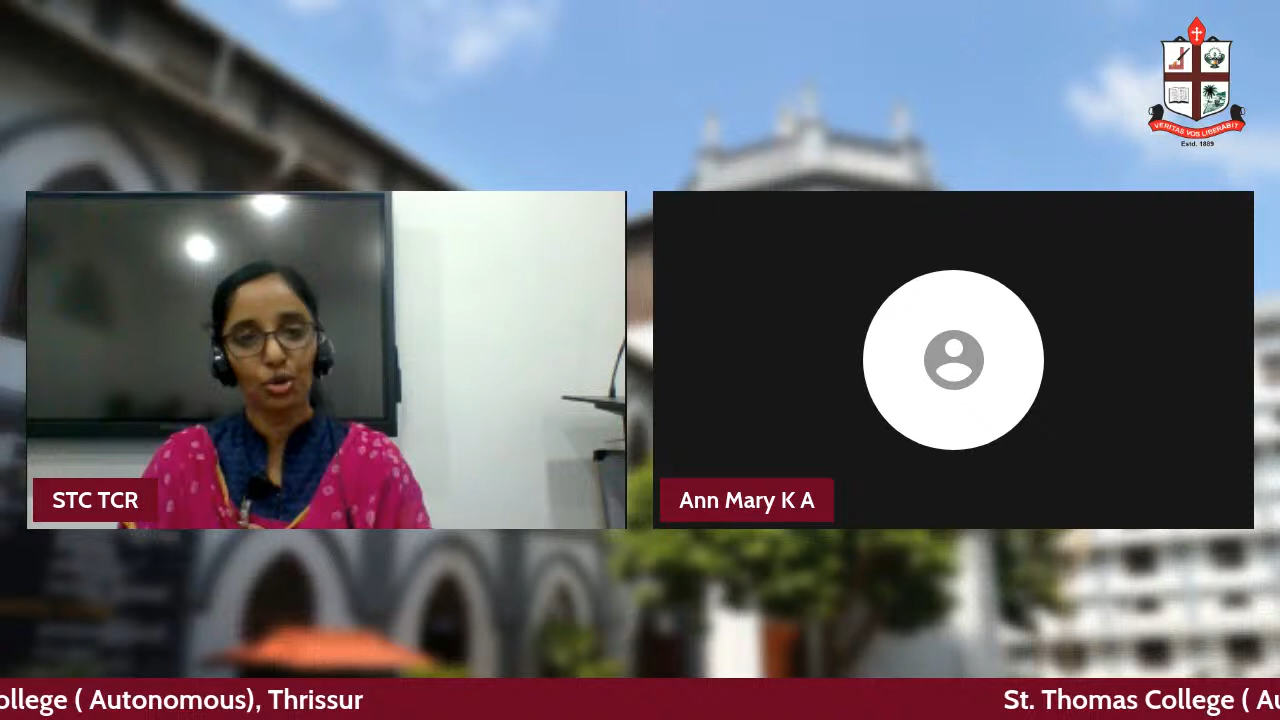 VERITAS VOS LIBERABIT
Estd. 1889
STC TCR
Ann Mary K A
ollege ( Autonomous), Thrissur
St. Thomas College ( Au